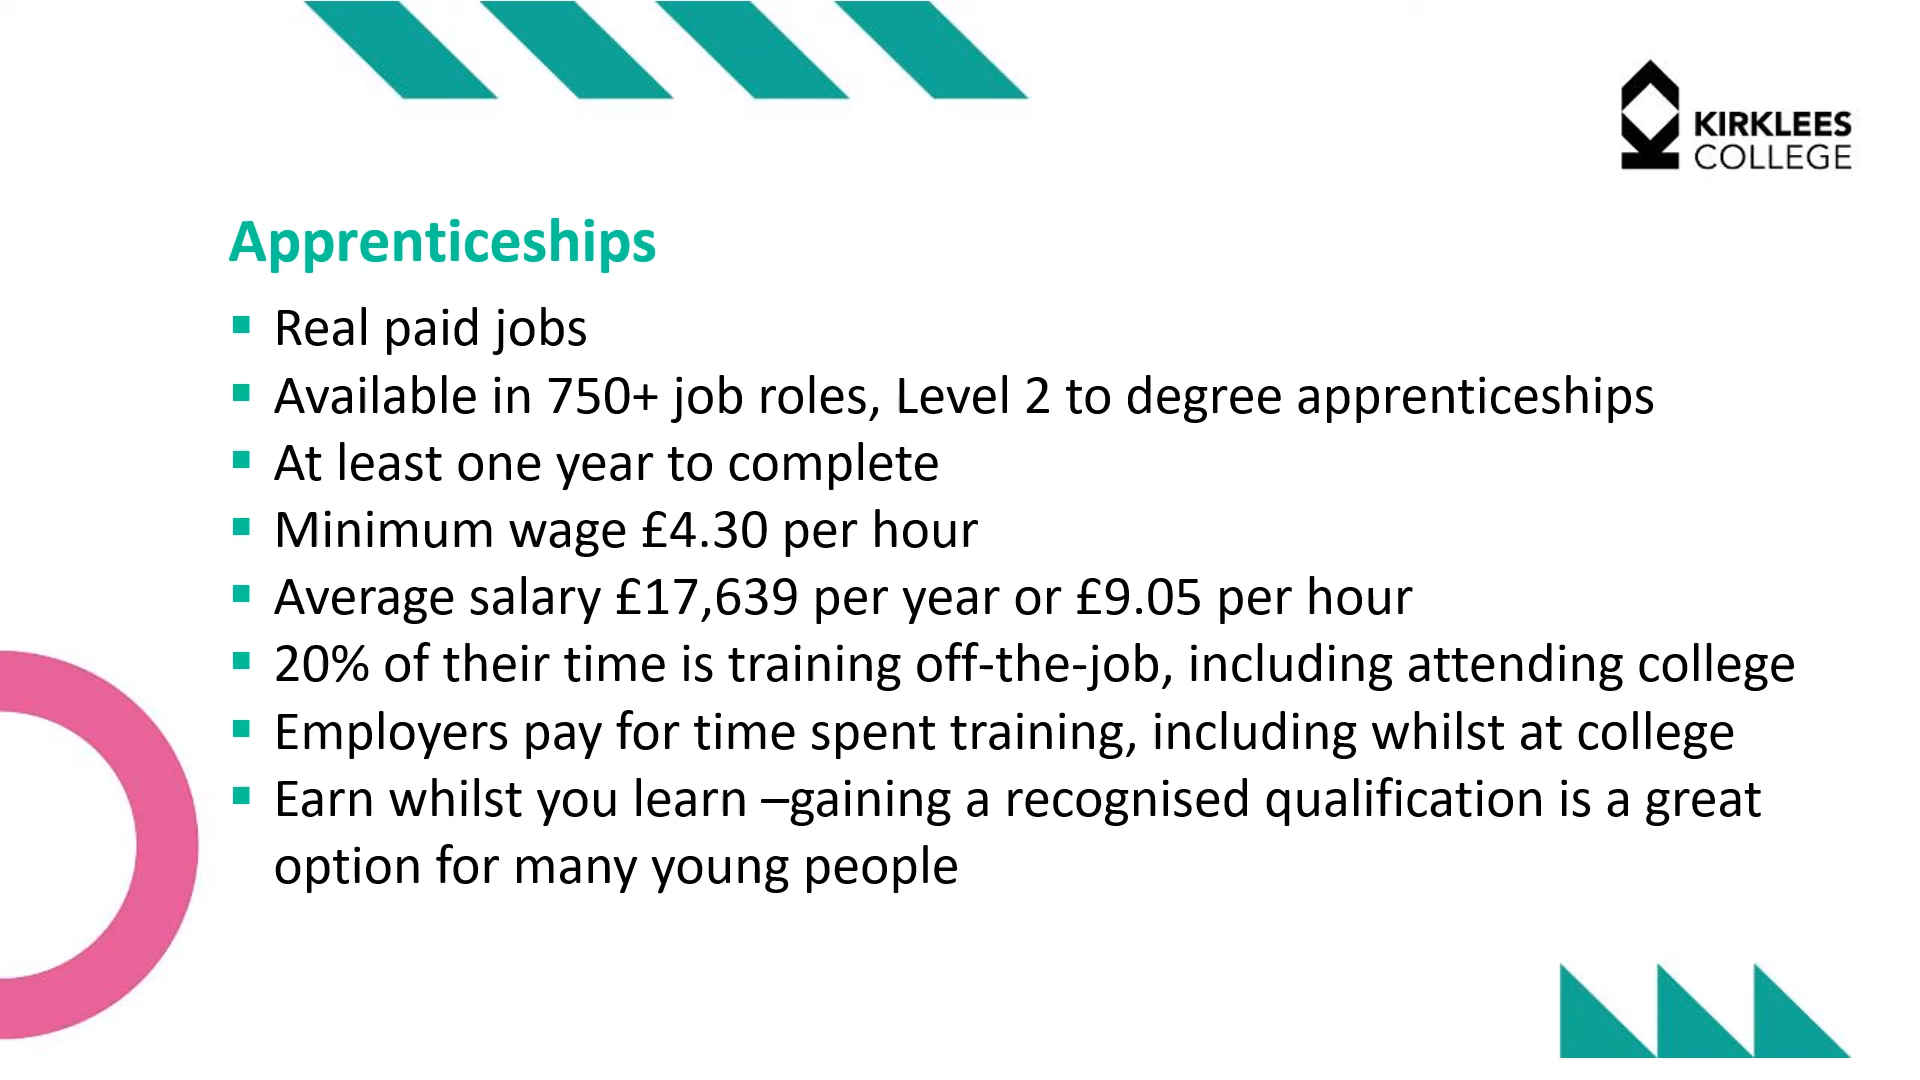 KIRKLEES
COLLEGE
Apprenticeships
Real paid jobs
Available in 750+ job roles, Level 2 to degree apprenticeships
At least one year to complete
Minimum wage £4.30 per hour
Average salary £17,639 per year or £9.05 per hour
20% of their time is training off-the-job, including attending college
Employers pay for time spent training, including whilst at college
Earn whilst you learn –gaining a recognised qualification is a great
option for many young people